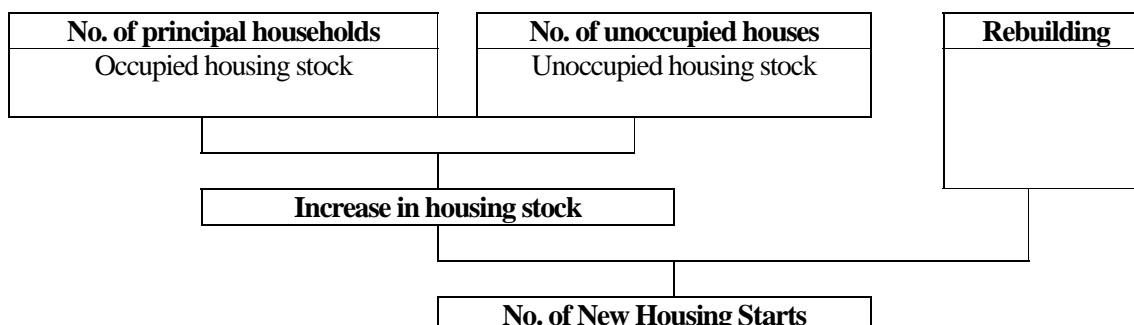 No. of principal households
Occupied housing stock
No. of unoccupied houses
Unoccupied housing stock
Rebuilding
Increase in housing stock
No. of New Housing Starts